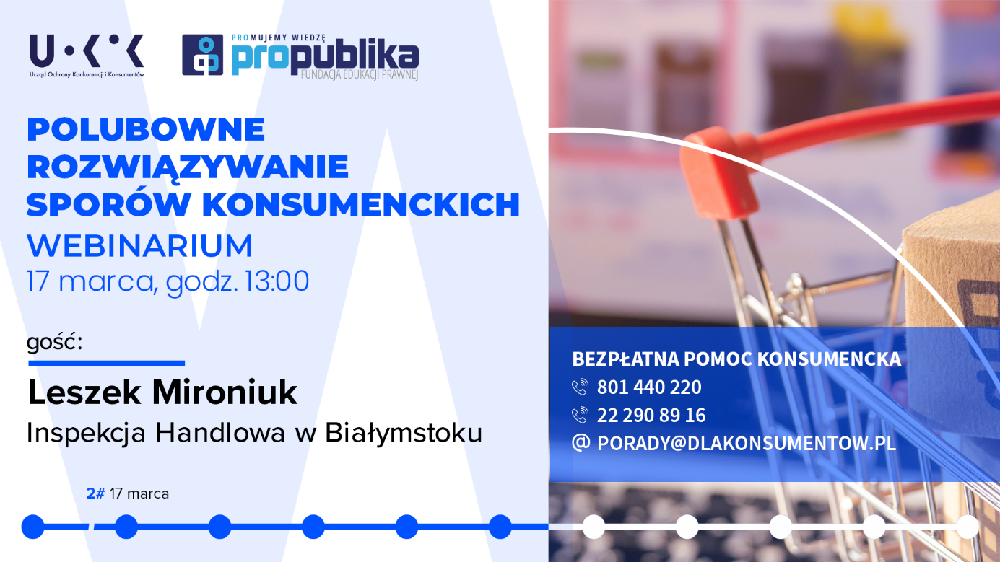 U·K·K
Urząd Ochrony Konkurencji i Konsumentów
PROMUJEMY WIEDZĘ
propublika
FUNDACJA EDUKACJI PRAWNEJ
POLUBOWNE
ROZWIĄZYWANIE
SPORÓW KONSUMENCKICH
WEBINARIUM
17 marca, godz. 13:00
gość:
Leszek Mironiuk
Inspekcja Handlowa w Białymstoku
BEZPŁATNA POMOC KONSUMENCKA
801 440 220
22 290 89 16
@ PORADY@DLAKONSUMENTOW.PL
2# 17 marca